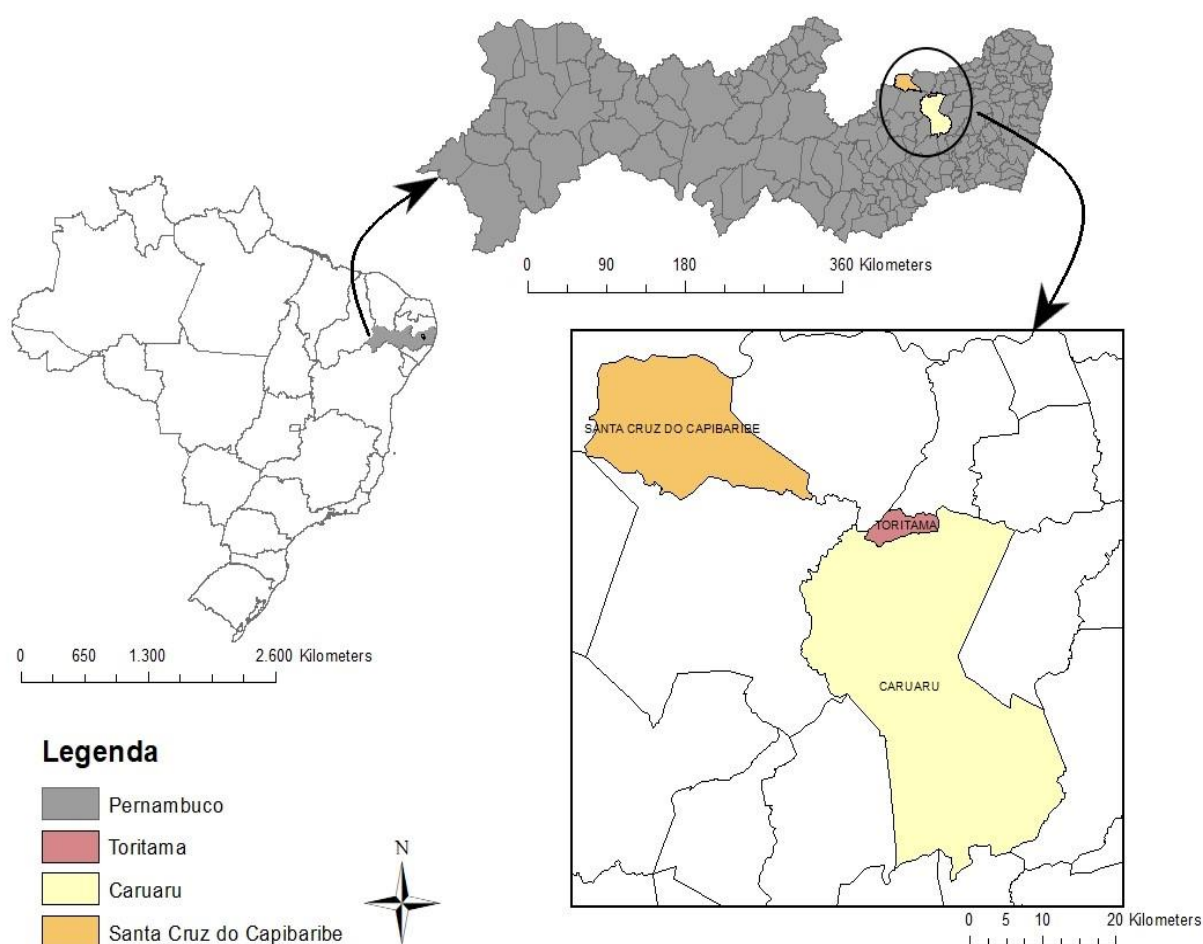 0 90 180 360 Kilometers
SANTA CRUZ DO CAPIBARIBE
TORITAMA
CARUARU
0 650 1.300 2.600 Kilometers
Legenda
Pernambuco
Toritama
Caruaru
Santa Cruz do Capibaribe
N
0 5 10 20 Kilometers